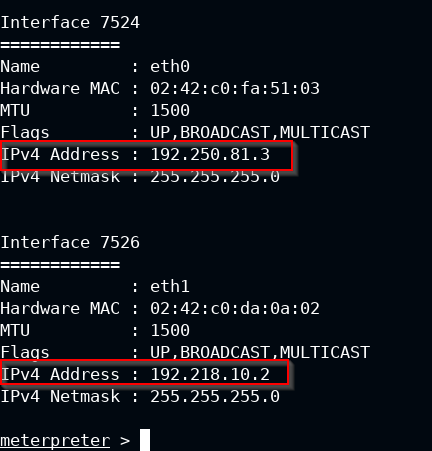 Interface 7524
============
Name         : eth0
Hardware MAC : 02:42:c0:fa:51:03
MTU          : 1500
Flags        : UP,BROADCAST,MULTICAST
IPv4 Address : 192.250.81.3
IPv4 Netmask : 255.255.255.0
Interface 7526
============
Name         : eth1
Hardware MAC : 02:42:c0:da:0a:02
MTU          : 1500
Flags        : UP,BROADCAST,MULTICAST
IPv4 Address : 192.218.10.2
IPv4 Netmask : 255.255.255.0
meterpreter >